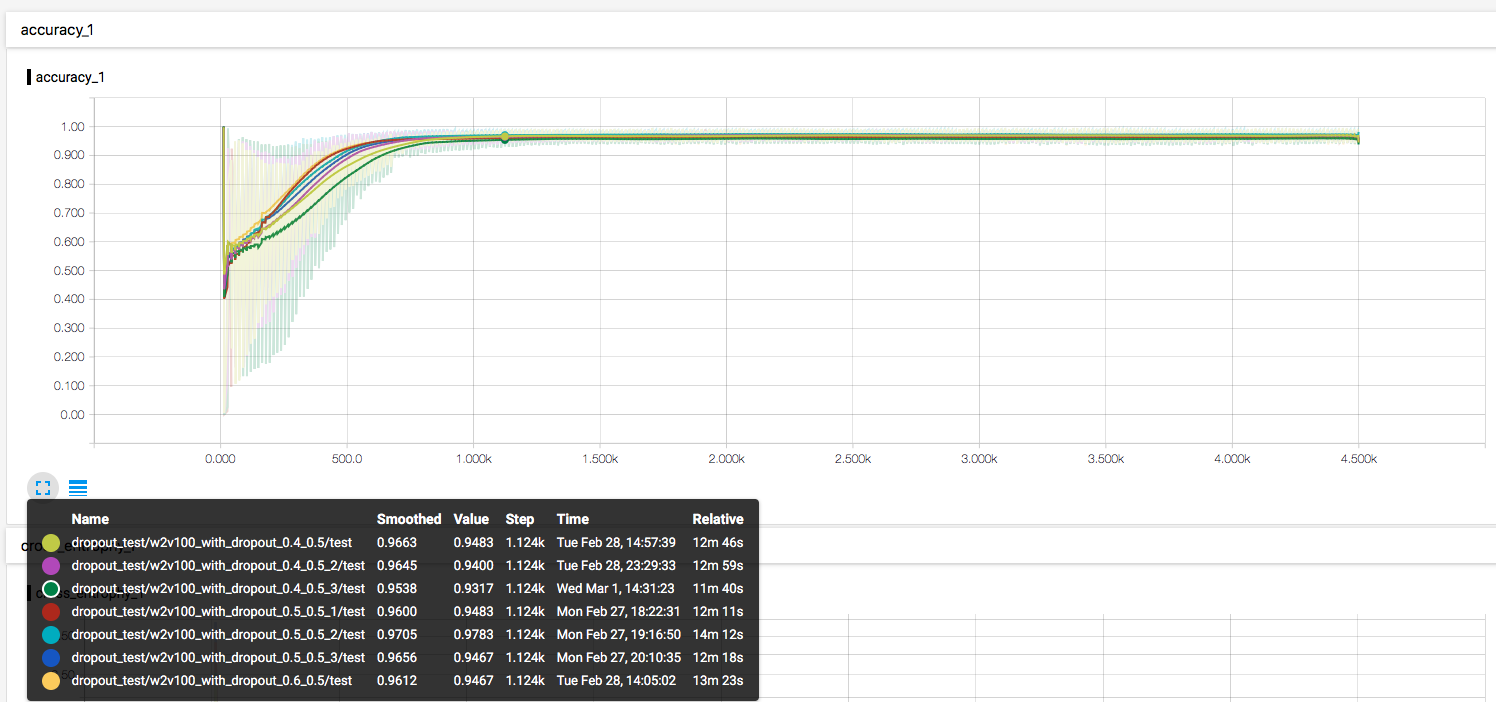 accuracy_1
accuracy_1
1.00
0.900
0.800
0.700
0.600
0.500
0.400
0.300
0.200
0.100
0.00
0.000 500.0 1.000k 1.500k 2.000k 2.500k 3.000k 3.500k 4.000k 4.500k
Name Smoothed Value Step Time Relative
dropout_test/w2v100_with_dropout_0.4_0.5/test 0.9663 0.9483 1.124k Tue Feb 28, 14:57:39 12m 46s
dropout_test/w2v100_with_dropout_0.4_0.5_2/test 0.9645 0.9400 1.124k Tue Feb 28, 23:29:33 12m 59s
dropout_test/w2v100_with_dropout_0.4_0.5_3/test 0.9538 0.9317 1.124k Wed Mar 1, 14:31:23 11m 40s
dropout_test/w2v100_with_dropout_0.5_0.5_1/test 0.9600 0.9483 1.124k Mon Feb 27, 18:22:31 12m 11s
dropout_test/w2v100_with_dropout_0.5_0.5_2/test 0.9705 0.9783 1.124k Mon Feb 27, 19:16:50 14m 12s
dropout_test/w2v100_with_dropout_0.5_0.5_3/test 0.9656 0.9467 1.124k Mon Feb 27, 20:10:35 12m 18s
dropout_test/w2v100_with_dropout_0.6_0.5/test 0.9612 0.9467 1.124k Tue Feb 28, 14:05:02 13m 23s